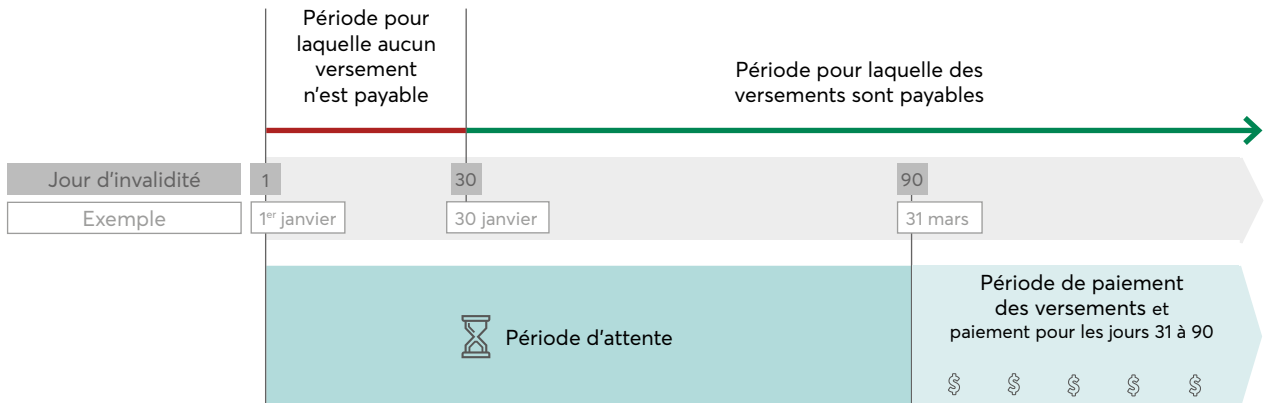 Période pour
laquelle aucun
versement
n'est payable
Période pour laquelle des
versements sont payables
Jour d'invalidité
1
30
90
Exemple
1er janvier
30 janvier
31 mars
Période d'attente
Période de paiement
des versements et
paiement pour les jours 31 à 90
$ $ $ $ $